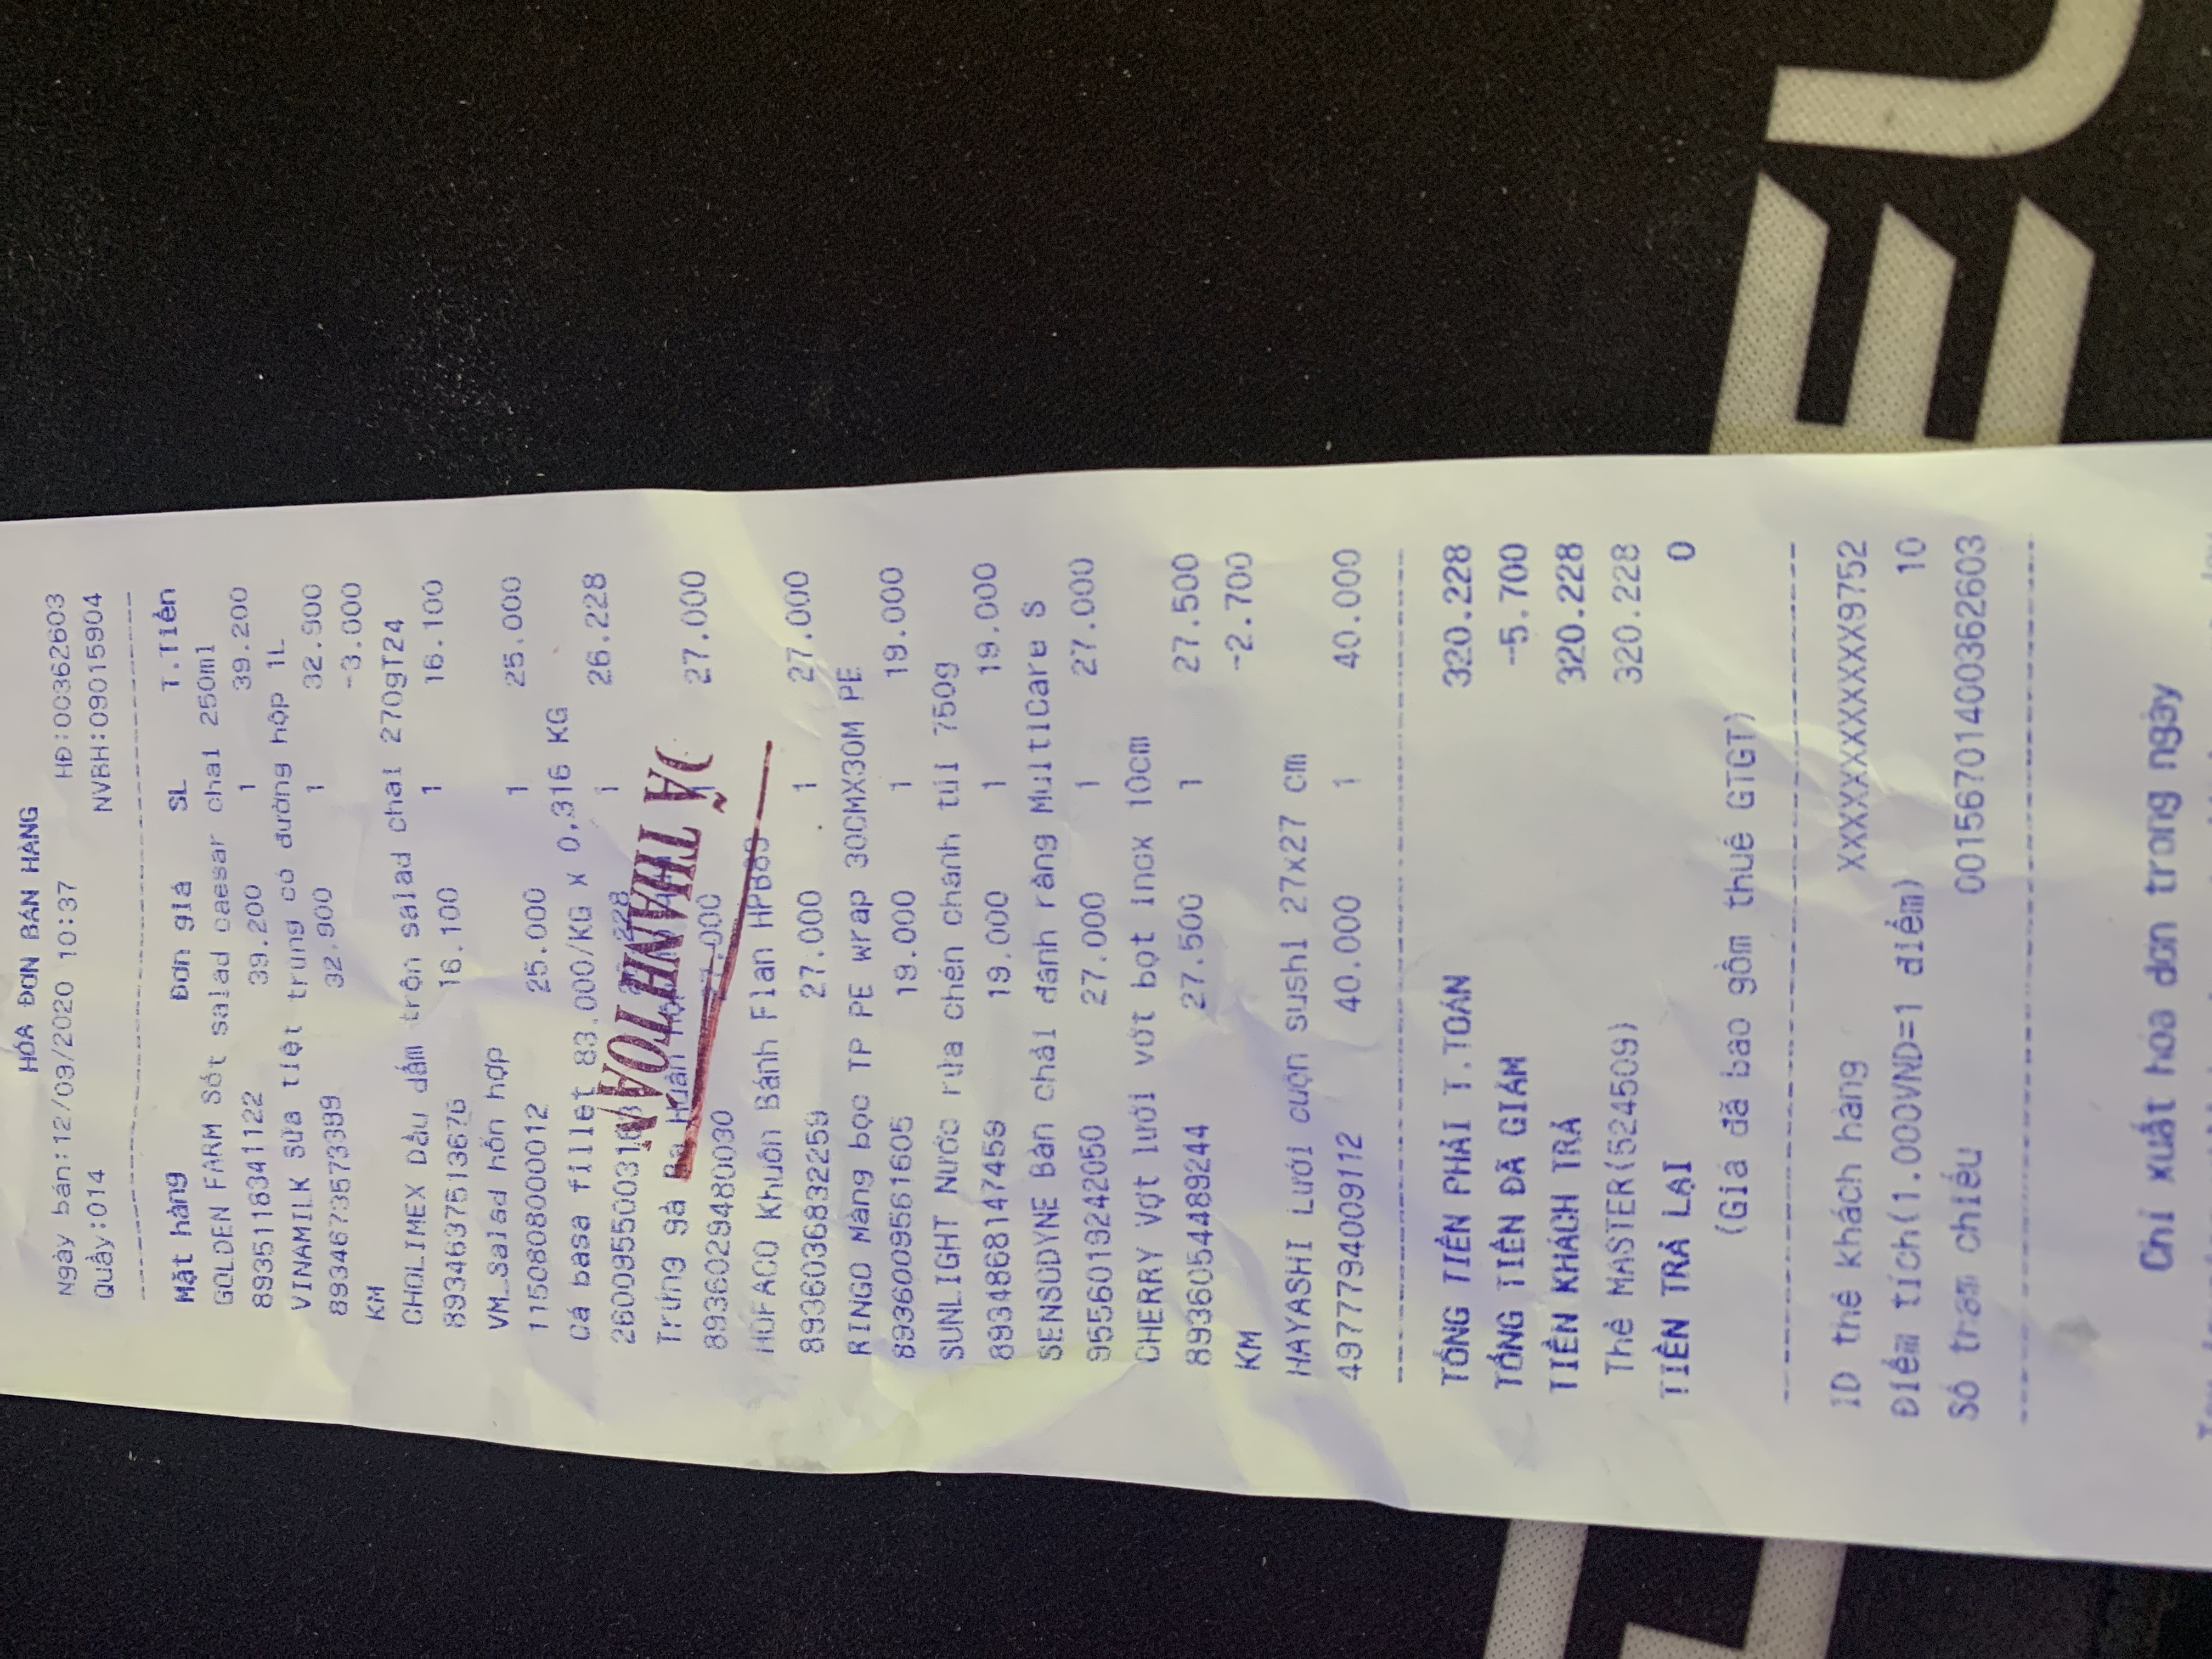 HÓA ĐƠN BÁN HÀNG
Ngày bán:12/09/2020 10:37 HĐ:00362603
Quầy:014 NVBH:09015904
Mặt hàng Đơn giá SL T.Tiền
GOLDEN FARM Sốt salad caesar chai 250ml
8935118341122 39.200 1 39.200
VINAMILK Sữa tiệt trùng có đường hộp 1L
8934673573399 32.900 1 32.900
KM -3.000
CHOLIMEX Dầu dấm trộn salad chai 270gT24
8934637513676 16.100 1 16.100
VM_Salad hỗn hợp
1150808000012 25.000 1 25.000
Cá basa fillet 83.000/KG x 0,316 KG
26.228 1 26.228
ĐÃ THANH TOÁN
Trứng gà Ba Huân hộp
8936029480030 27.000 1 27.000
HOFACO Khuôn Bánh Flan HPB89
8936036832259 27.000 1 27.000
RINGO Màng bọc TP PE wrap 30CMX30M PE
8936009561605 19.000 1 19.000
SUNLIGHT Nước rửa chén chanh túi 750g
8934868147459 19.000 1 19.000
SENSODYNE Bàn chải đánh răng MultiCare S
9556019242050 27.000 1 27.000
CHERRY Vợt lưới vớt bọt inox 10cm
8936054489244 27.500 1 27.500
KM -2.700
HAYASHI Lưới cuộn sushi 27x27 cm
4977794009112 40.000 1 40.000
TỔNG TIỀN PHẢI T.TOÁN 320.228
TỔNG TIỀN ĐÃ GIẢM -5.700
TIỀN KHÁCH TRẢ 320.228
Thẻ MASTER(524509) 320.228
TIỀN TRẢ LẠI 0
(Giá đã bao gồm thuế GTGT)
ID thẻ khách hàng XXXXXXXXXXXX9752
Điểm tích(1.000VND=1 điểm) 10
Số tham chiếu 00156701400362603
Chỉ xuất hóa đơn trong ngày
EU